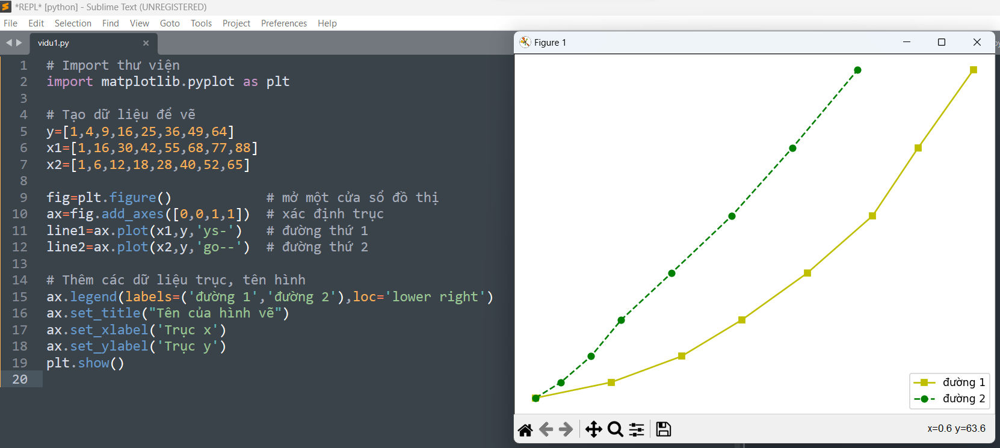 *REPL* [python] - Sublime Text (UNREGISTERED)
File Edit Selection Find View Goto Tools Project Preferences Help
vidu1.py
1 # Import thư viện
2 import matplotlib.pyplot as plt
3
4 # Tạo dữ liệu để vẽ
5 y=[1,4,9,16,25,36,49,64]
6 x1=[1,16,30,42,55,68,77,88]
7 x2=[1,6,12,18,28,40,52,65]
8
9 fig=plt.figure() # mở một cửa sổ đồ thị
10 ax=fig.add_axes([0,0,1,1]) # xác định trục
11 line1=ax.plot(x1,y,'ys-') # đường thứ 1
12 line2=ax.plot(x2,y,'go--') # đường thứ 2
13
14 # Thêm các dữ liệu trục, tên hình
15 ax.legend(labels=('đường 1','đường 2'),loc='lower right')
16 ax.set_title("Tên của hình vẽ")
17 ax.set_xlabel('Trục x')
18 ax.set_ylabel('Trục y')
19 plt.show()
20
Figure 1
đường 1
đường 2
x=0.6 y=63.6